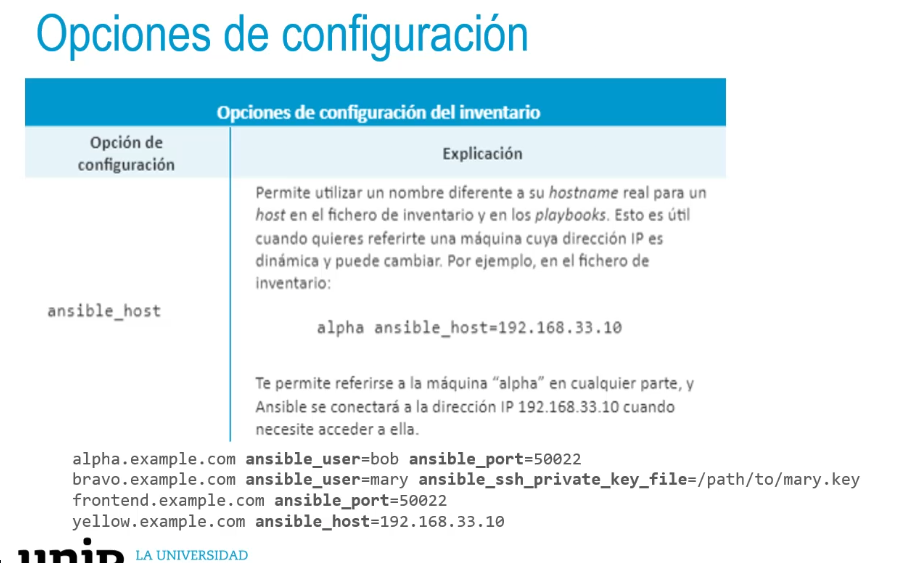 Opciones de configuración
Opciones de configuración del inventario
Opción de
configuración
Explicación
Permite utilizar un nombre diferente a su hostname real para un
host en el fichero de inventario y en los playbooks. Esto es útil
cuando quieres referirte una máquina cuya dirección IP es
dinámica y puede cambiar. Por ejemplo, en el fichero de
inventario:
ansible_host
alpha ansible_host=192.168.33.10
Te permite referirse a la máquina “alpha” en cualquier parte, y
Ansible se conectará a la dirección IP 192.168.33.10 cuando
necesite acceder a ella.
alpha.example.com ansible_user=bob ansible_port=50022
bravo.example.com ansible_user=mary ansible_ssh_private_key_file=/path/to/mary.key
frontend.example.com ansible_port=50022
yellow.example.com ansible_host=192.168.33.10
unir LA UNIVERSIDAD